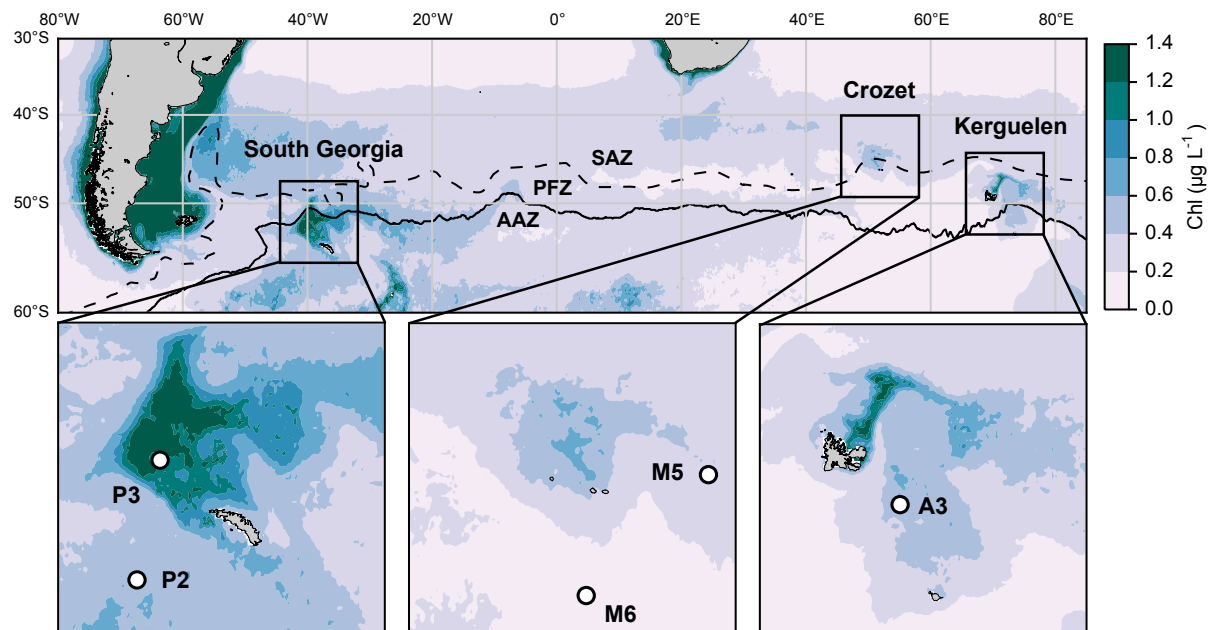 80°W 60°W 40°W 20°W 0° 20°E 40°E 60°E 80°E
30°S
40°S
50°S
60°S
South Georgia
Crozet
Kerguelen
SAZ
PFZ
AAZ
1.4
1.2
1.0
0.8
0.6
0.4
0.2
0.0
Chl (µg L⁻¹)
P3
P2
M5
M6
A3